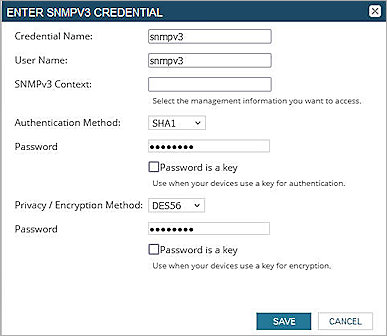 ENTER SNMPV3 CREDENTIAL
Credential Name: snmpv3
User Name: snmpv3
SNMPv3 Context:
Select the management information you want to access.
Authentication Method: SHA1
Password ••••••••
Password is a key
Use when your devices use a key for authentication.
Privacy / Encryption Method: DES56
Password ••••••••
Password is a key
Use when your devices use a key for encryption.
SAVE CANCEL